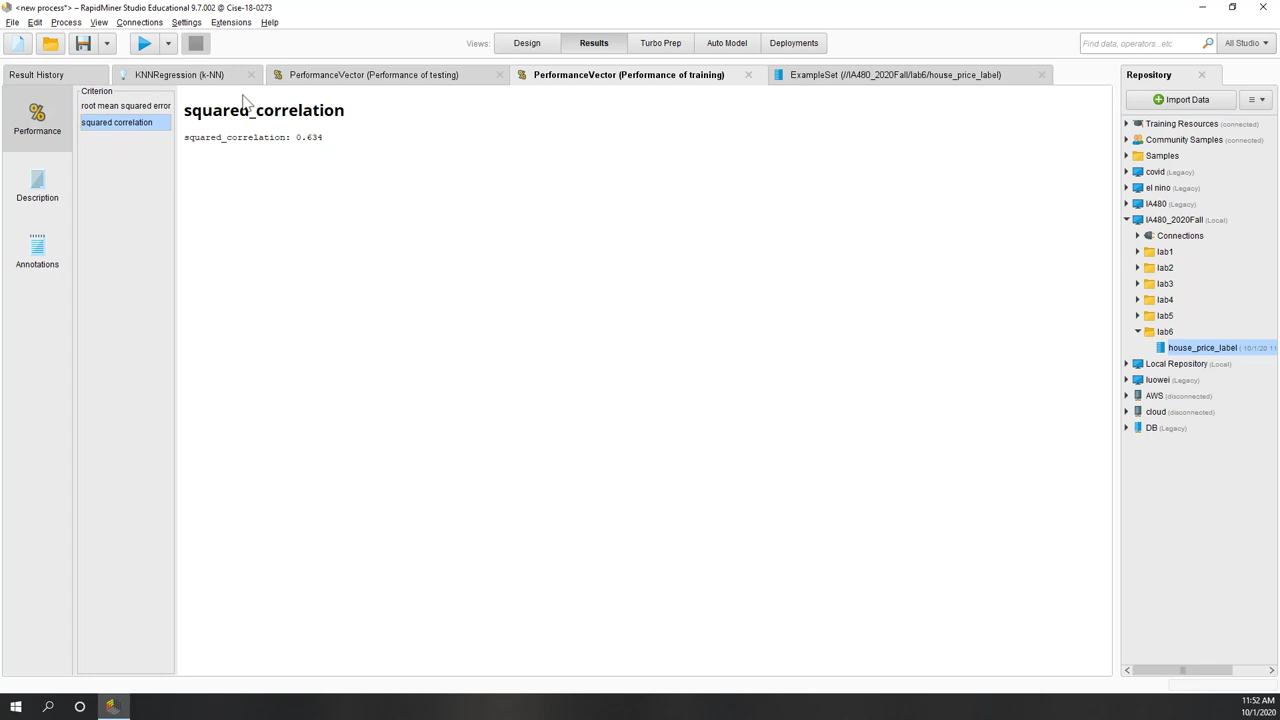 <new process*> – RapidMiner Studio Educational 9.7.002 @ Cise-18-0273
File Edit Process View Connections Settings Extensions Help
Views: Design Results Turbo Prep Auto Model Deployments
Find data, operators...etc All Studio
Result History
KNNRegression (k-NN)
PerformanceVector (Performance of testing)
PerformanceVector (Performance of training)
ExampleSet (//IA480_2020Fall/lab6/house_price_label)
Repository
Criterion
root mean squared error
squared correlation
Performance
Description
Annotations
squared_correlation
squared_correlation: 0.634
Import Data
Training Resources (connected)
Community Samples (connected)
Samples
covid (Legacy)
el nino (Legacy)
IA480 (Legacy)
IA480_2020Fall (Local)
Connections
lab1
lab2
lab3
lab4
lab5
lab6
house_price_label (10/1/20 11
Local Repository (Local)
luowei (Legacy)
AWS (disconnected)
cloud (disconnected)
DB (Legacy)
11:52 AM
10/1/2020